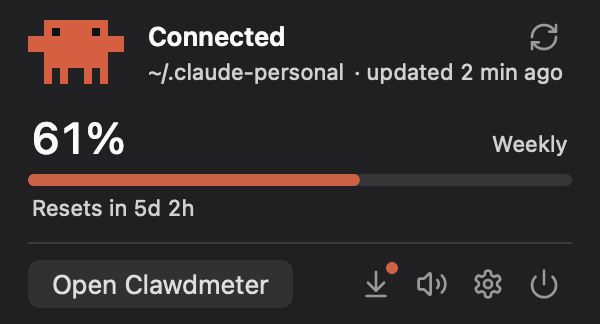 Connected
~/.claude-personal · updated 2 min ago
61%
Weekly
Resets in 5d 2h
Open Clawdmeter